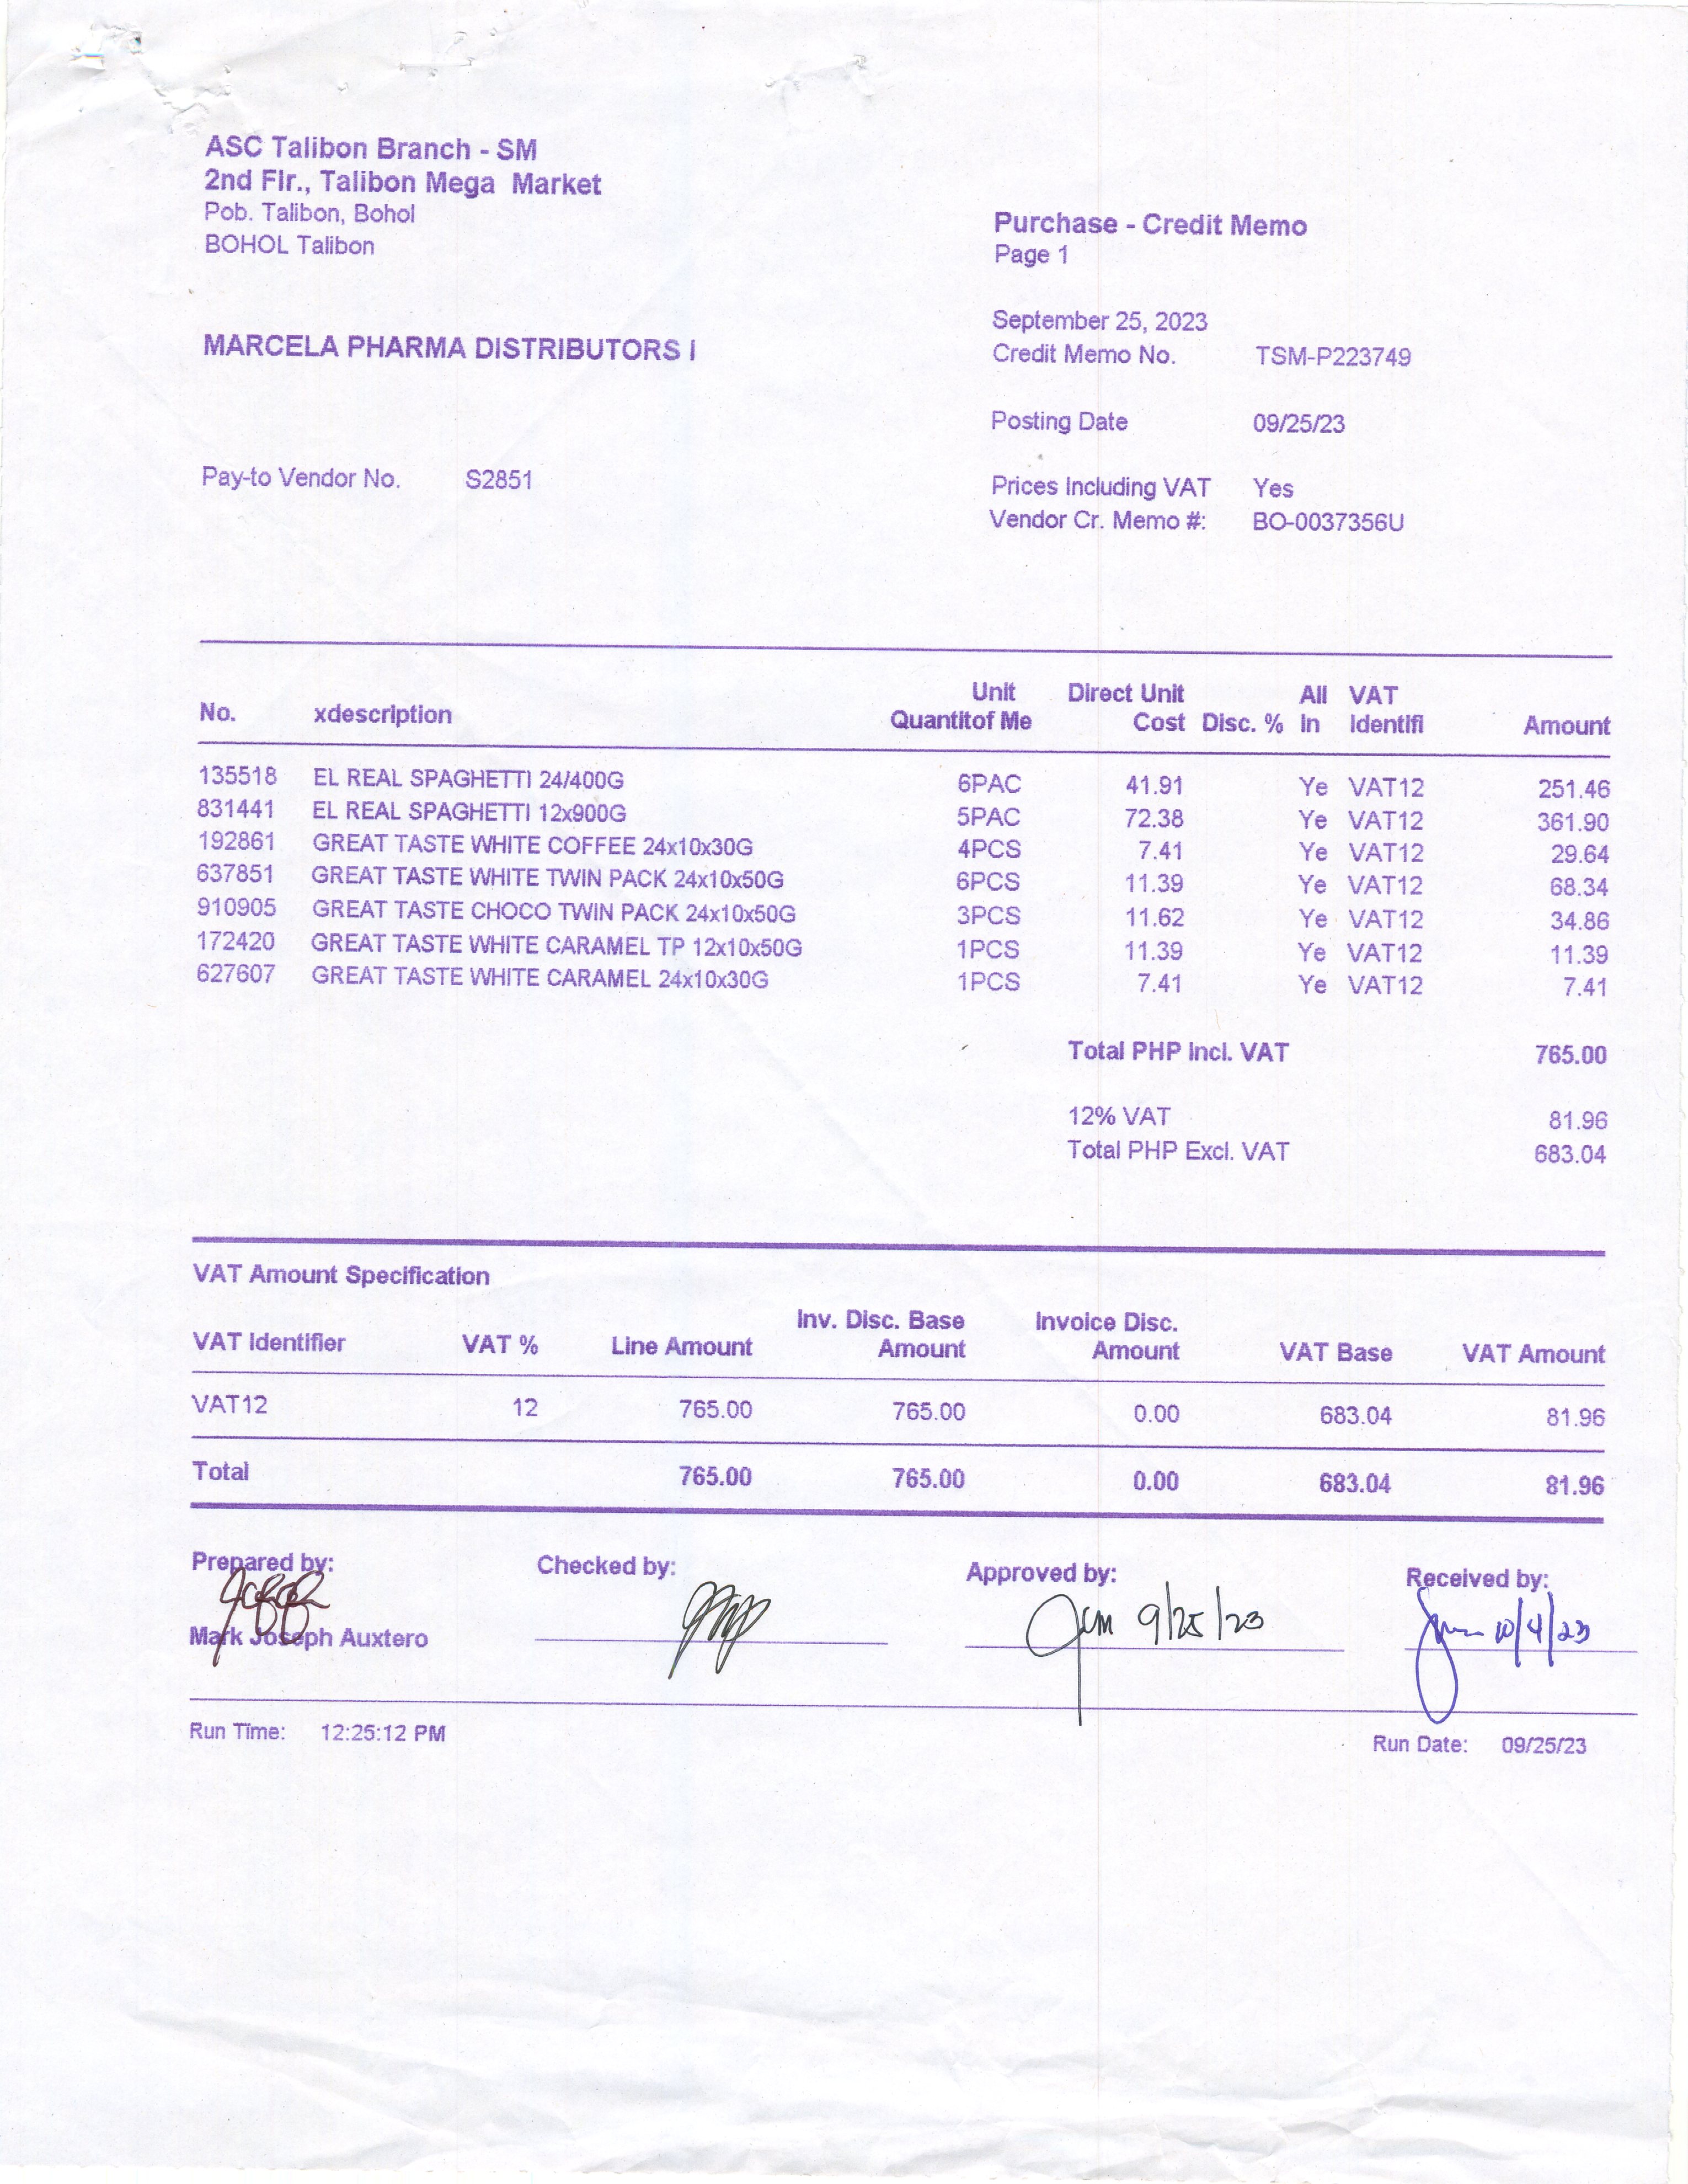 ASC Talibon Branch - SM
2nd Flr., Talibon Mega Market
Pob. Talibon, Bohol
BOHOL Talibon
Purchase - Credit Memo
Page 1
September 25, 2023
MARCELA PHARMA DISTRIBUTORS I
Credit Memo No. TSM-P223749
Posting Date 09/25/23
Pay-to Vendor No. S2851
Prices Including VAT Yes
Vendor Cr. Memo #: BO-0037356U
Unit Direct Unit All VAT
No. xdescription Quantitof Me Cost Disc. % In Identifi Amount
135518 EL REAL SPAGHETTI 24/400G 6PAC 41.91 Ye VAT12 251.46
831441 EL REAL SPAGHETTI 12x900G 5PAC 72.38 Ye VAT12 361.90
192861 GREAT TASTE WHITE COFFEE 24x10x30G 4PCS 7.41 Ye VAT12 29.64
637851 GREAT TASTE WHITE TWIN PACK 24x10x50G 6PCS 11.39 Ye VAT12 68.34
910905 GREAT TASTE CHOCO TWIN PACK 24x10x50G 3PCS 11.62 Ye VAT12 34.86
172420 GREAT TASTE WHITE CARAMEL TP 12x10x50G 1PCS 11.39 Ye VAT12 11.39
627607 GREAT TASTE WHITE CARAMEL 24x10x30G 1PCS 7.41 Ye VAT12 7.41
Total PHP Incl. VAT 765.00
12% VAT 81.96
Total PHP Excl. VAT 683.04
VAT Amount Specification
Inv. Disc. Base Invoice Disc.
VAT Identifier VAT % Line Amount Amount Amount VAT Base VAT Amount
VAT12 12 765.00 765.00 0.00 683.04 81.96
Total 765.00 765.00 0.00 683.04 81.96
Prepared by: Checked by: Approved by: Received by:
9/25/23 10/4/23
Mark Joseph Auxtero
Run Time: 12:25:12 PM Run Date: 09/25/23